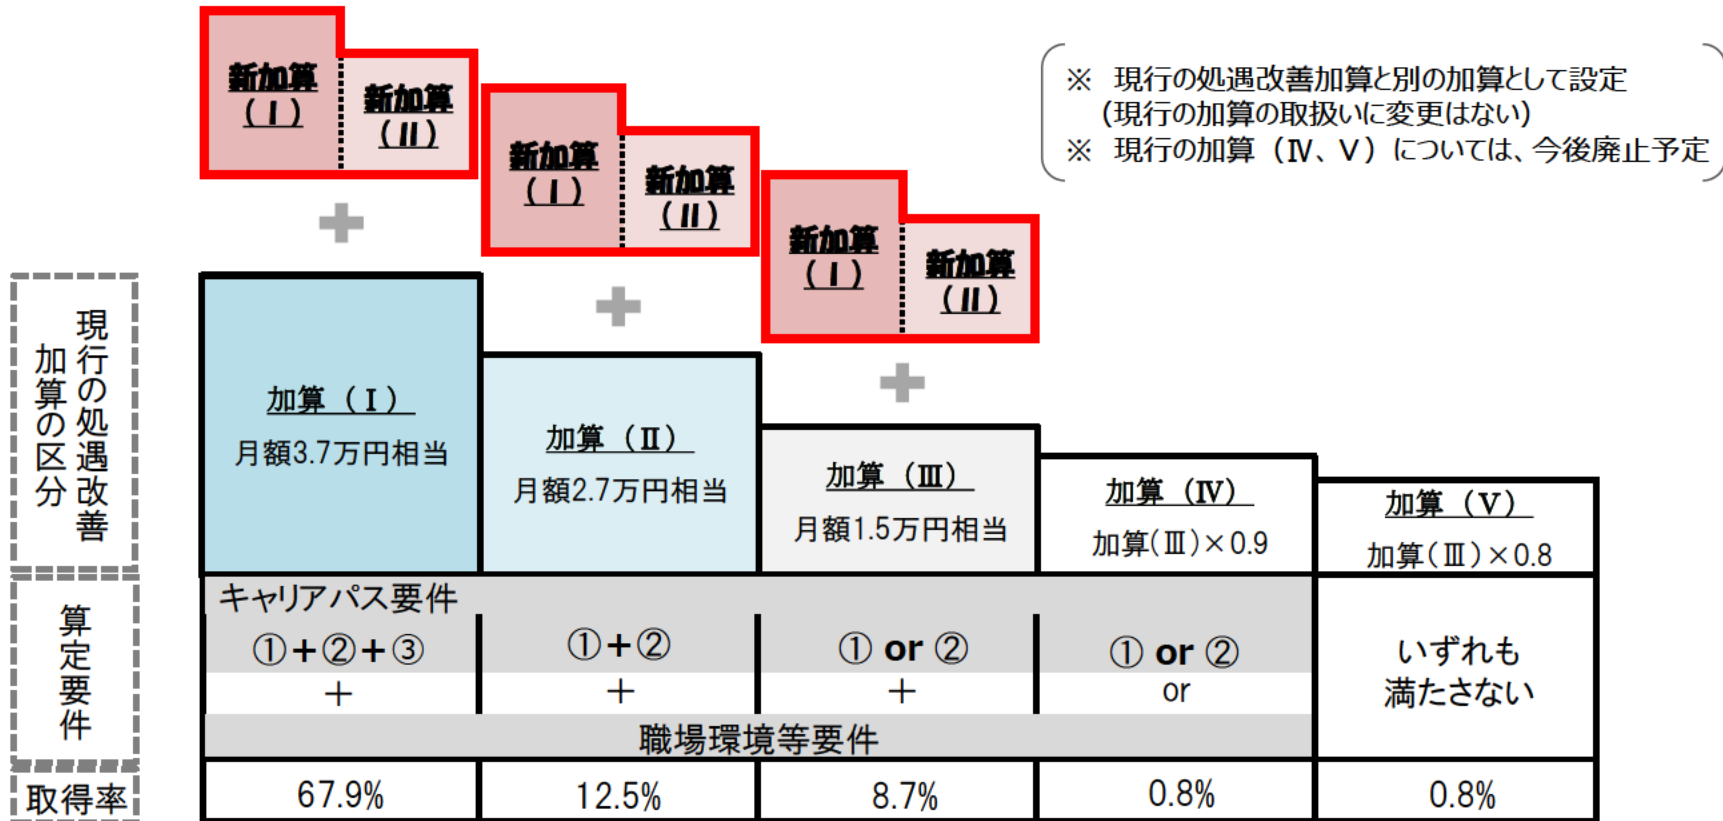 新加算
(Ⅰ)
新加算
(Ⅱ)
新加算
(Ⅰ)
新加算
(Ⅱ)
新加算
(Ⅰ)
新加算
(Ⅱ)
※ 現行の処遇改善加算と別の加算として設定
(現行の加算の取扱いに変更はない)
※ 現行の加算(Ⅳ、Ⅴ)については、今後廃止予定
現行の処遇改善
加算の区分
加算(Ⅰ)
月額3.7万円相当
加算(Ⅱ)
月額2.7万円相当
加算(Ⅲ)
月額1.5万円相当
加算(Ⅳ)
加算(Ⅲ)×0.9
加算(Ⅴ)
加算(Ⅲ)×0.8
算定要件
キャリアパス要件
①+②+③
①+②
① or ②
① or ②
+
+
+
or
いずれも
満たさない
職場環境等要件
取得率
67.9%
12.5%
8.7%
0.8%
0.8%